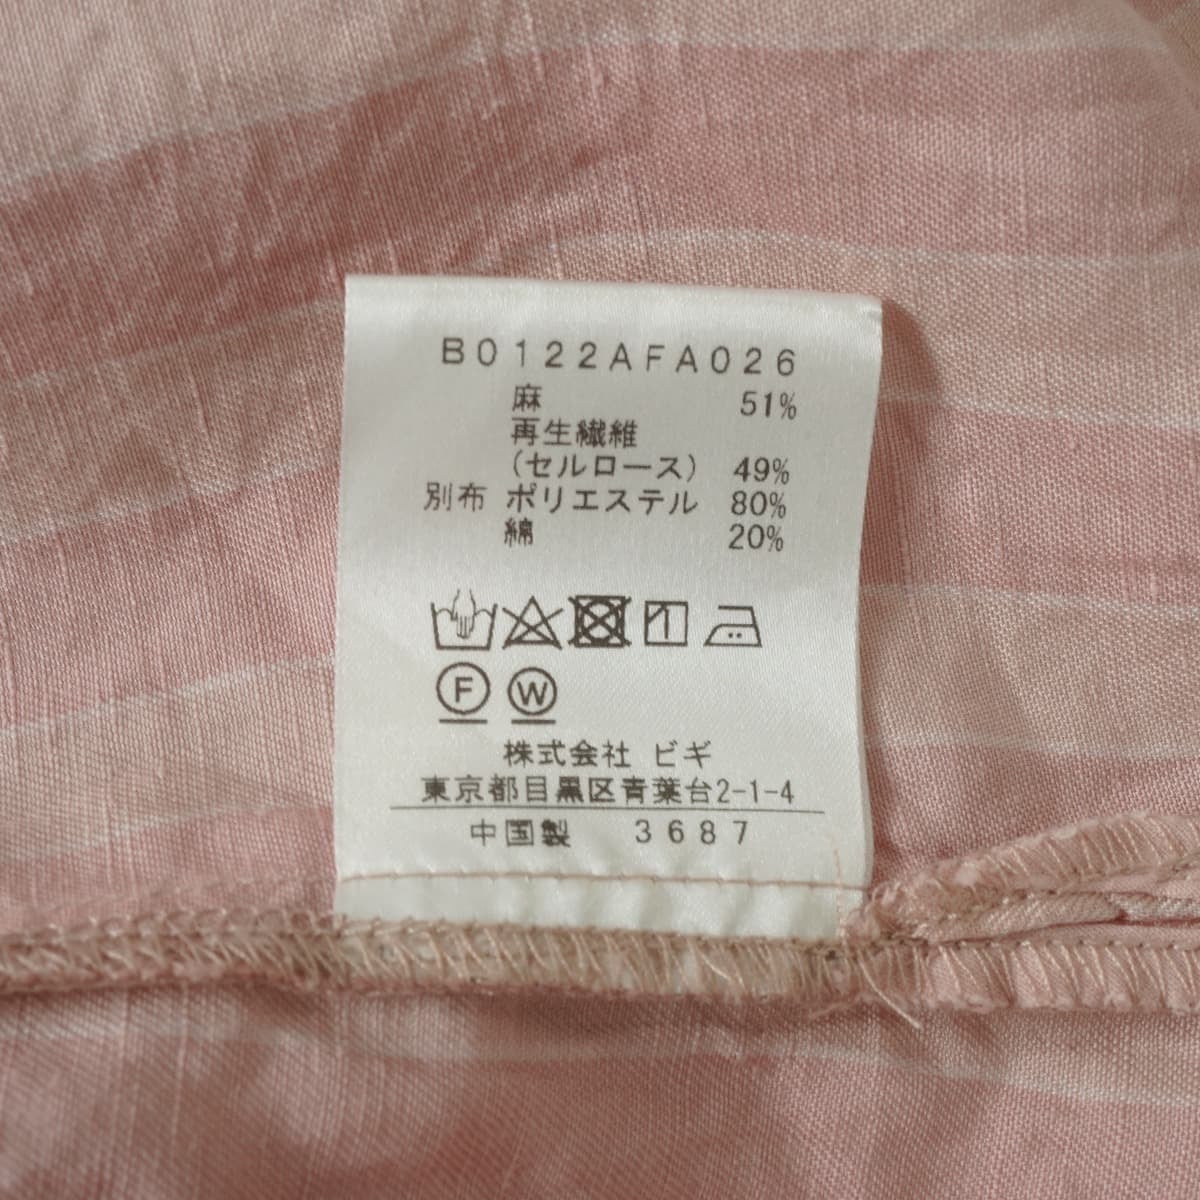 B0122AFA026
麻 51%
再生繊維
(セルロース) 49%
別布 ポリエステル 80%
綿 20%
F W
株式会社 ビギ
東京都目黒区青葉台2-1-4
中国製 3687